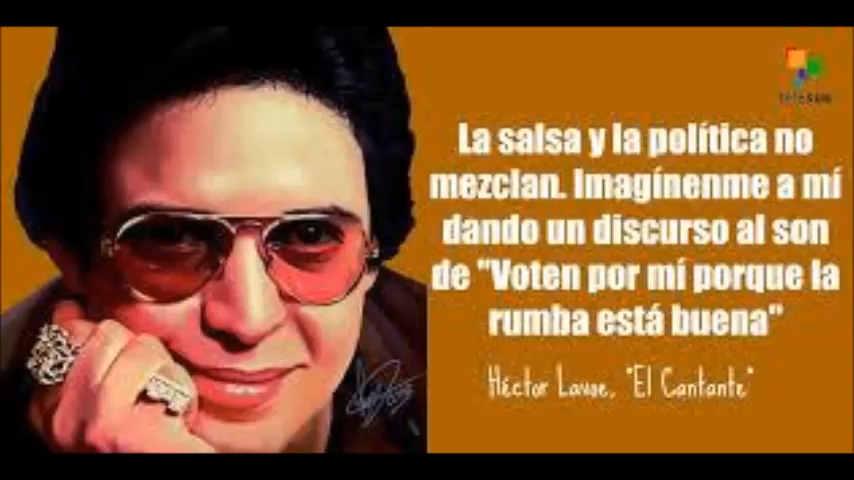 teleSUR
La salsa y la política no
mezclan. Imagínenme a mí
dando un discurso al son
de "Voten por mí porque la
rumba está buena"
Héctor Lavoe, "El Cantante"